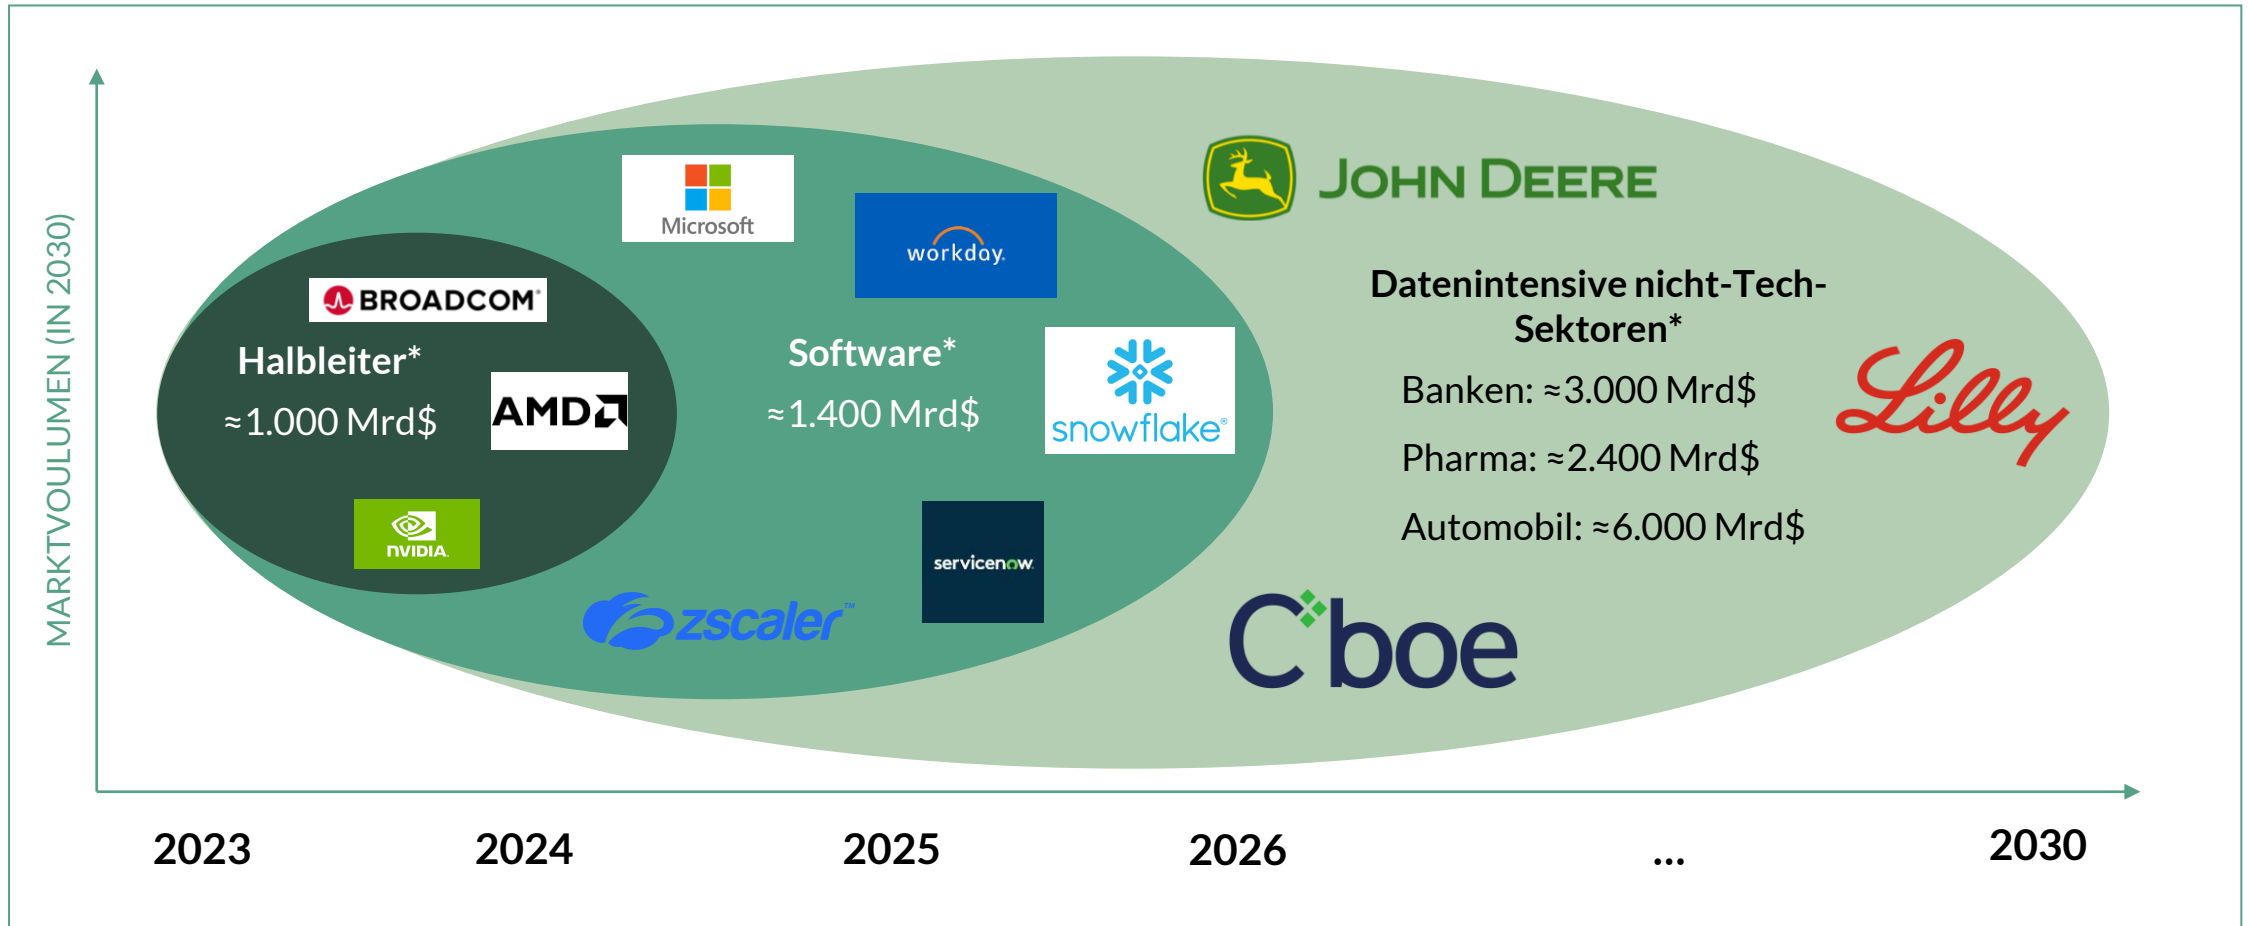 MARKTVOULUMEN (IN 2030)
BROADCOM®
Halbleiter*
≈1.000 Mrd$
AMD
NVIDIA.
Microsoft
workday.
Software*
≈1.400 Mrd$
snowflake®
servicenow.
zscaler™
JOHN DEERE
Datenintensive nicht-Tech-
Sektoren*
Banken: ≈3.000 Mrd$
Pharma: ≈2.400 Mrd$
Automobil: ≈6.000 Mrd$
Lilly
Cboe
2023
2024
2025
2026
...
2030